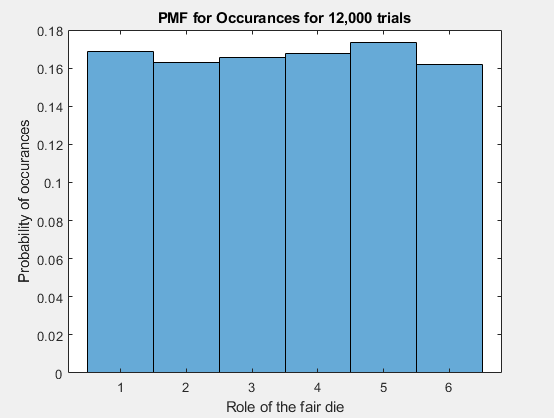 PMF for Occurances for 12,000 trials
Probability of occurances
0.18
0.16
0.14
0.12
0.1
0.08
0.06
0.04
0.02
0
1 2 3 4 5 6
Role of the fair die